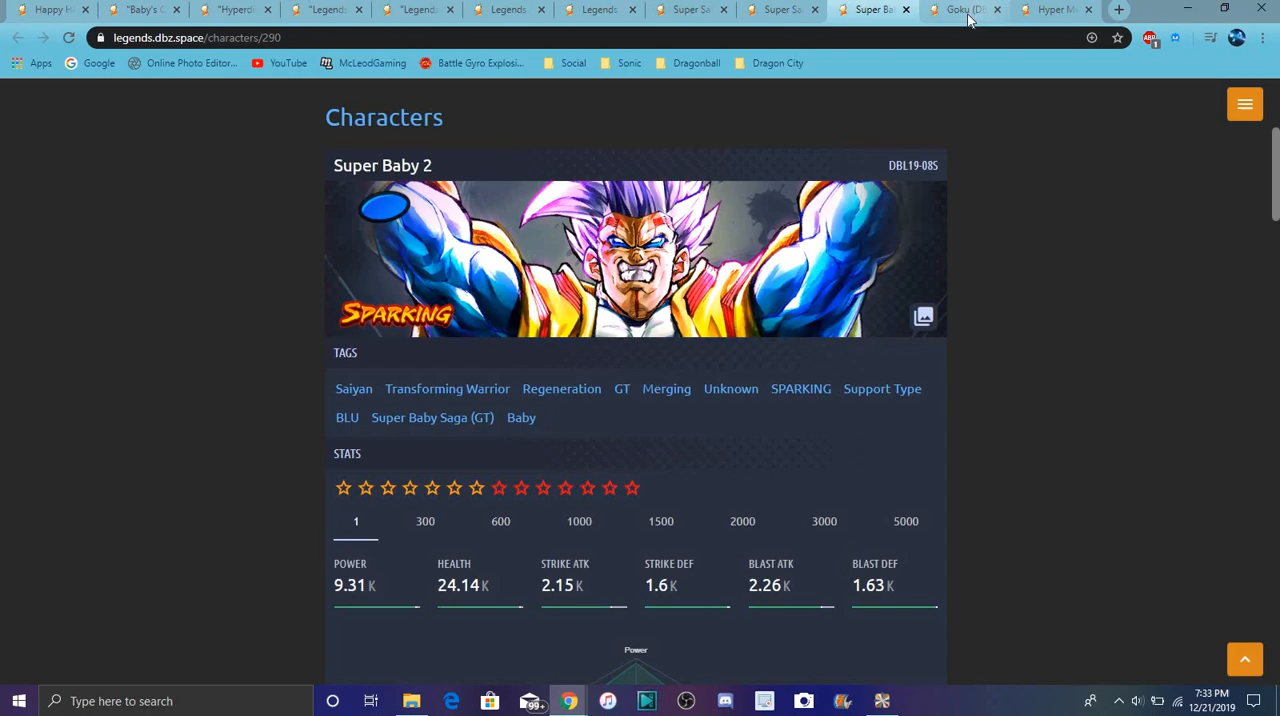 Happy H
"Baby's C
"Hyperdi
"Legends
"Legends
Legends
Legends
Super Sa
Super Sa
Super Ba
Goku (D
Hyper M
legends.dbz.space/characters/290
ABP
1
Apps
Google
Online Photo Editor...
YouTube
McLeodGaming
Battle Gyro Explosi...
Social
Sonic
Dragonball
Dragon City
Characters
Super Baby 2
DBL19-08S
SPARKING
TAGS
Saiyan Transforming Warrior Regeneration GT Merging Unknown SPARKING Support Type
BLU Super Baby Saga (GT) Baby
STATS
1 300 600 1000 1500 2000 3000 5000
POWER HEALTH STRIKE ATK STRIKE DEF BLAST ATK BLAST DEF
9.31 K 24.14 K 2.15 K 1.6 K 2.26 K 1.63 K
Power
Type here to search
99+
7:33 PM
12/21/2019